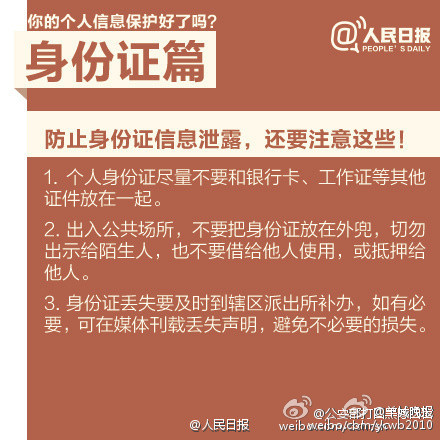 你的个人信息保护好了吗?
@人民日报
PEOPLE'S DAILY
身份证篇
防止身份证信息泄露，还要注意这些!
1. 个人身份证尽量不要和银行卡、工作证等其他
证件放在一起。
2. 出入公共场所，不要把身份证放在外兜，切勿
出示给陌生人，也不要借给他人使用，或抵押给
他人。
3. 身份证丢失要及时到辖区派出所补办，如有必
要，可在媒体刊载丢失声明，避免不必要的损失。
@人民日报
@羊城晚报
weibo.com/ycwb2010